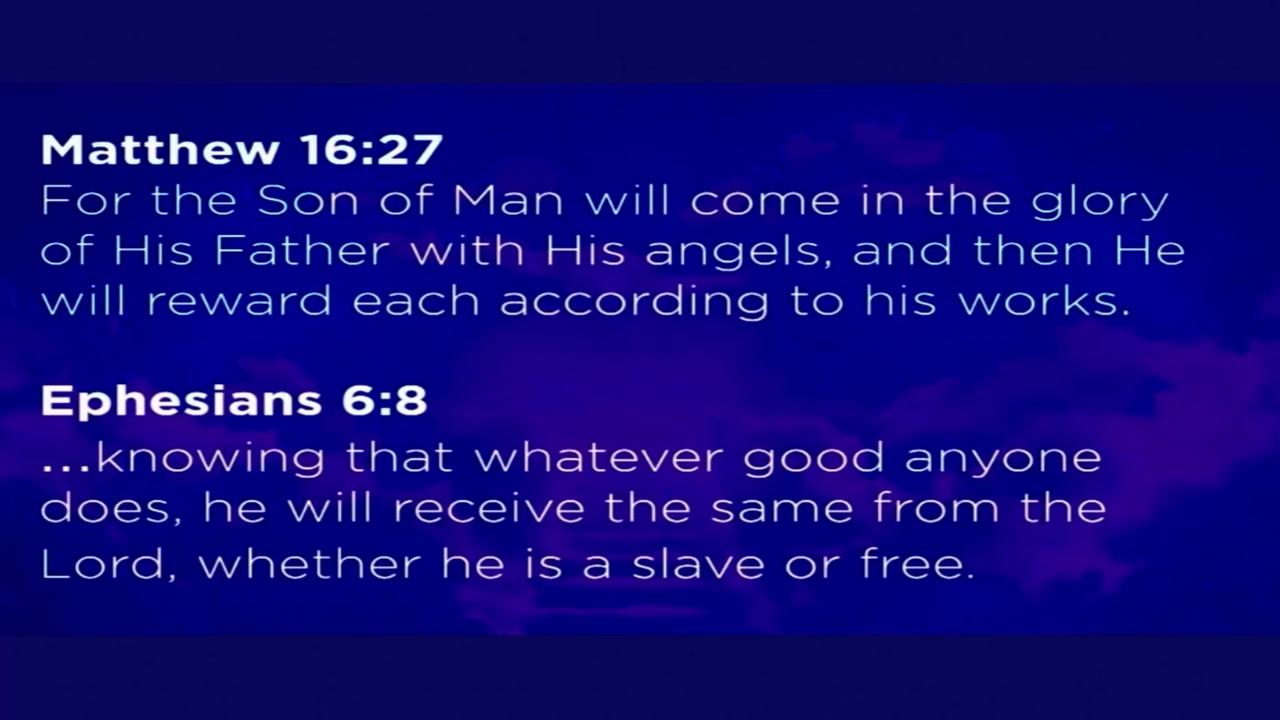 Matthew 16:27
For the Son of Man will come in the glory
of His Father with His angels, and then He
will reward each according to his works.
Ephesians 6:8
...knowing that whatever good anyone
does, he will receive the same from the
Lord, whether he is a slave or free.